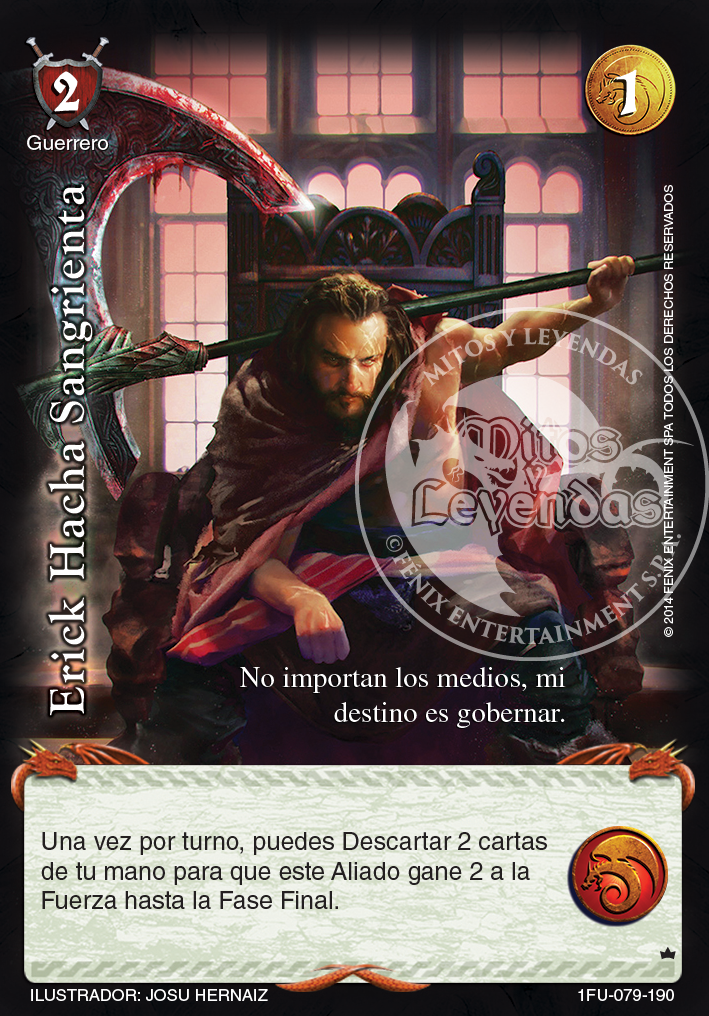 2
1
Guerrero
Erick Hacha Sangrienta
© 2014 FENIX ENTERTAINMENT SPA TODOS LOS DERECHOS RESERVADOS
MITOS Y LEYENDAS
Mitos
y
Leyendas
© FENIX ENTERTAINMENT S.P.A.
No importan los medios, mi
destino es gobernar.
Una vez por turno, puedes Descartar 2 cartas
de tu mano para que este Aliado gane 2 a la
Fuerza hasta la Fase Final.
ILUSTRADOR: JOSU HERNAIZ
1FU-079-190